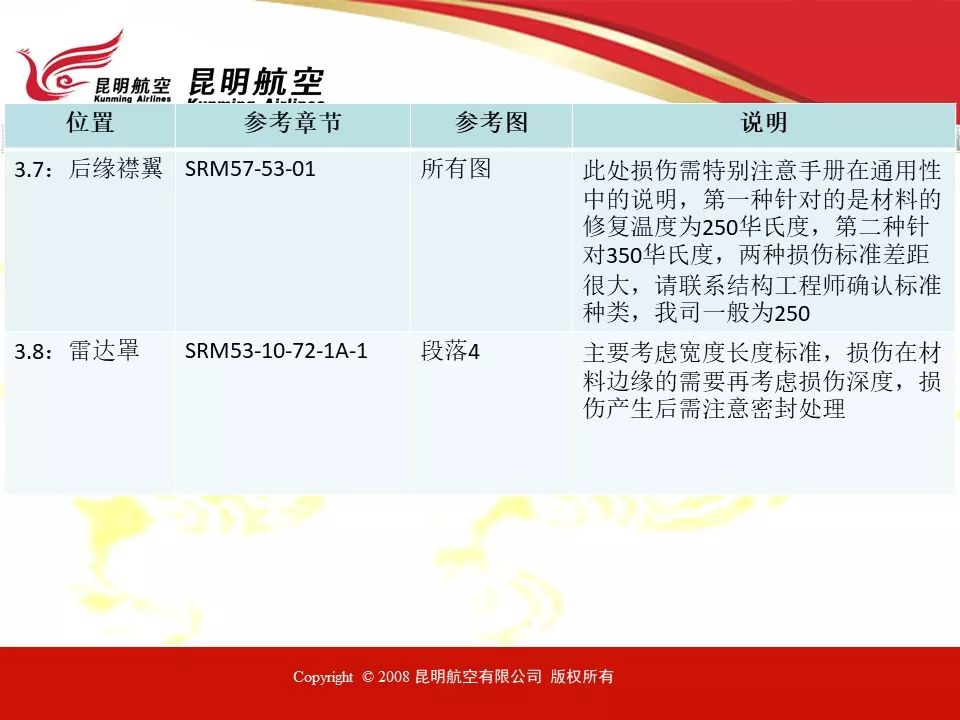 昆明航空
Kunming Airlines
昆明航空
Kunming Airlines
位置 参考章节 参考图 说明
3.7：后缘襟翼 SRM57-53-01 所有图 此处损伤需特别注意手册在通用性
中的说明，第一种针对的是材料的
修复温度为250华氏度，第二种针
对350华氏度，两种损伤标准差距
很大，请联系结构工程师确认标准
种类，我司一般为250
3.8：雷达罩 SRM53-10-72-1A-1 段落4 主要考虑宽度长度标准，损伤在材
料边缘的需要再考虑损伤深度，损
伤产生后需注意密封处理
Copyright © 2008 昆明航空有限公司 版权所有